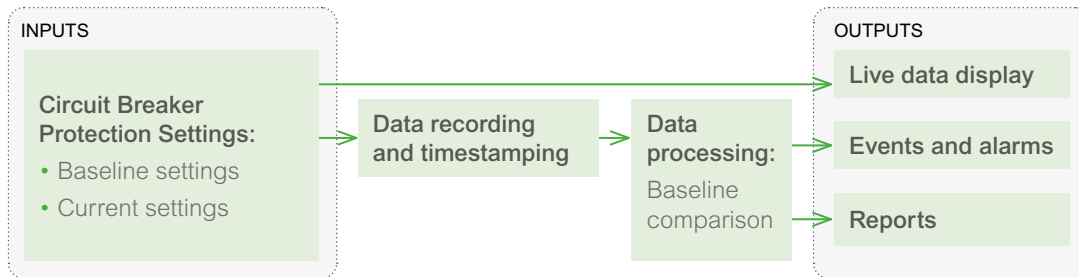 INPUTS
Circuit Breaker
Protection Settings:
• Baseline settings
• Current settings
Data recording
and timestamping
Data
processing:
Baseline
comparison
OUTPUTS
Live data display
Events and alarms
Reports